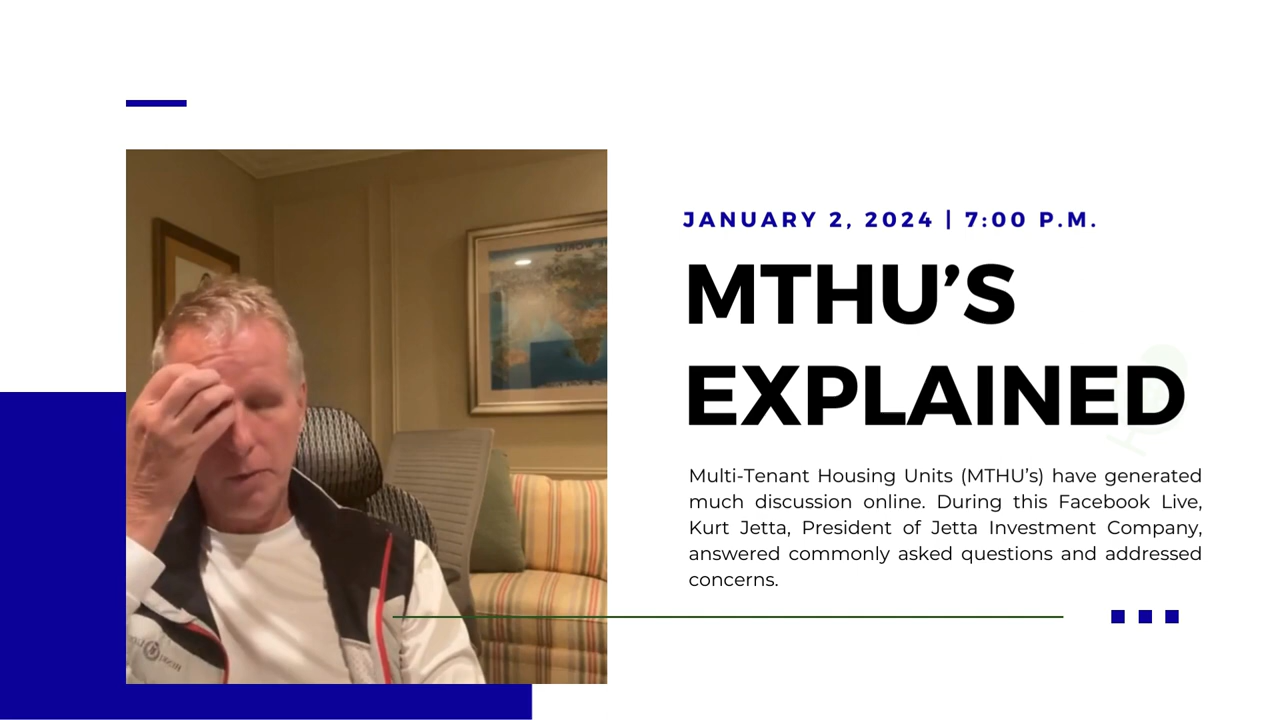 JANUARY 2, 2024 | 7:00 P.M.
MTHU’S
EXPLAINED
Multi-Tenant Housing Units (MTHU’s) have generated
much discussion online. During this Facebook Live,
Kurt Jetta, President of Jetta Investment Company,
answered commonly asked questions and addressed
concerns.